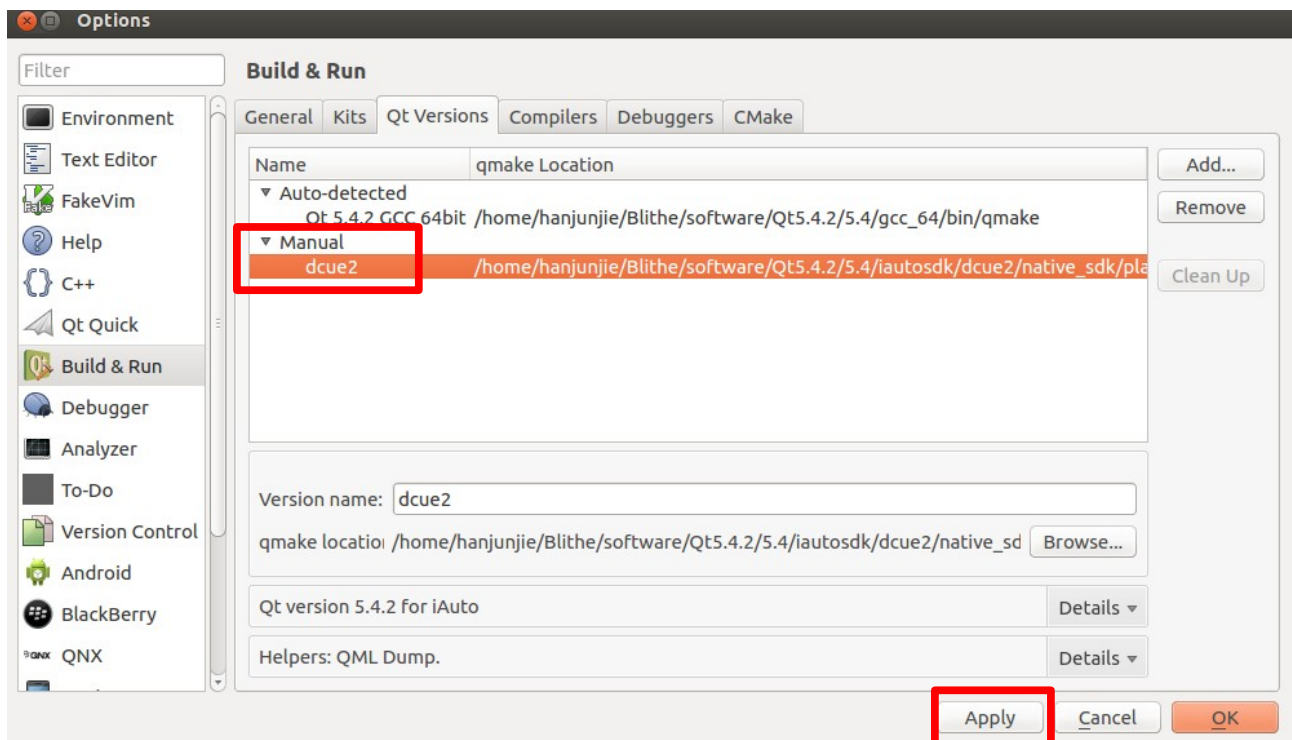 Options
Filter
Build & Run
Environment
Text Editor
FakeVim
Help
C++
Qt Quick
Build & Run
Debugger
Analyzer
To-Do
Version Control
Android
BlackBerry
QNX
General Kits Qt Versions Compilers Debuggers CMake
Name qmake Location
Auto-detected
Qt 5.4.2 GCC 64bit /home/hanjunjie/Blithe/software/Qt5.4.2/5.4/gcc_64/bin/qmake
Manual
dcue2 /home/hanjunjie/Blithe/software/Qt5.4.2/5.4/iautosdk/dcue2/native_sdk/pla
Add...
Remove
Clean Up
Version name: dcue2
qmake location /home/hanjunjie/Blithe/software/Qt5.4.2/5.4/iautosdk/dcue2/native_sd Browse...
Qt version 5.4.2 for iAuto Details
Helpers: QML Dump. Details
Apply Cancel OK